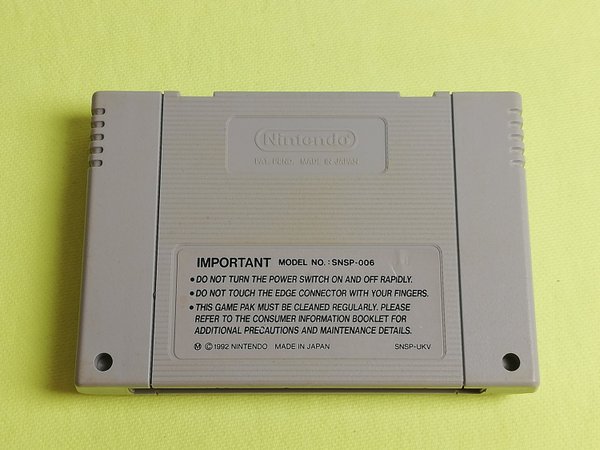 Nintendo
PAT. PEND. MADE IN JAPAN
IMPORTANT MODEL NO.: SNSP-006
• DO NOT TURN THE POWER SWITCH ON AND OFF RAPIDLY.
• DO NOT TOUCH THE EDGE CONNECTOR WITH YOUR FINGERS.
• THIS GAME PAK MUST BE CLEANED REGULARLY. PLEASE
REFER TO THE CONSUMER INFORMATION BOOKLET FOR
ADDITIONAL PRECAUTIONS AND MAINTENANCE DETAILS.
Ⓜ ©1992 NINTENDO MADE IN JAPAN SNSP-UKV